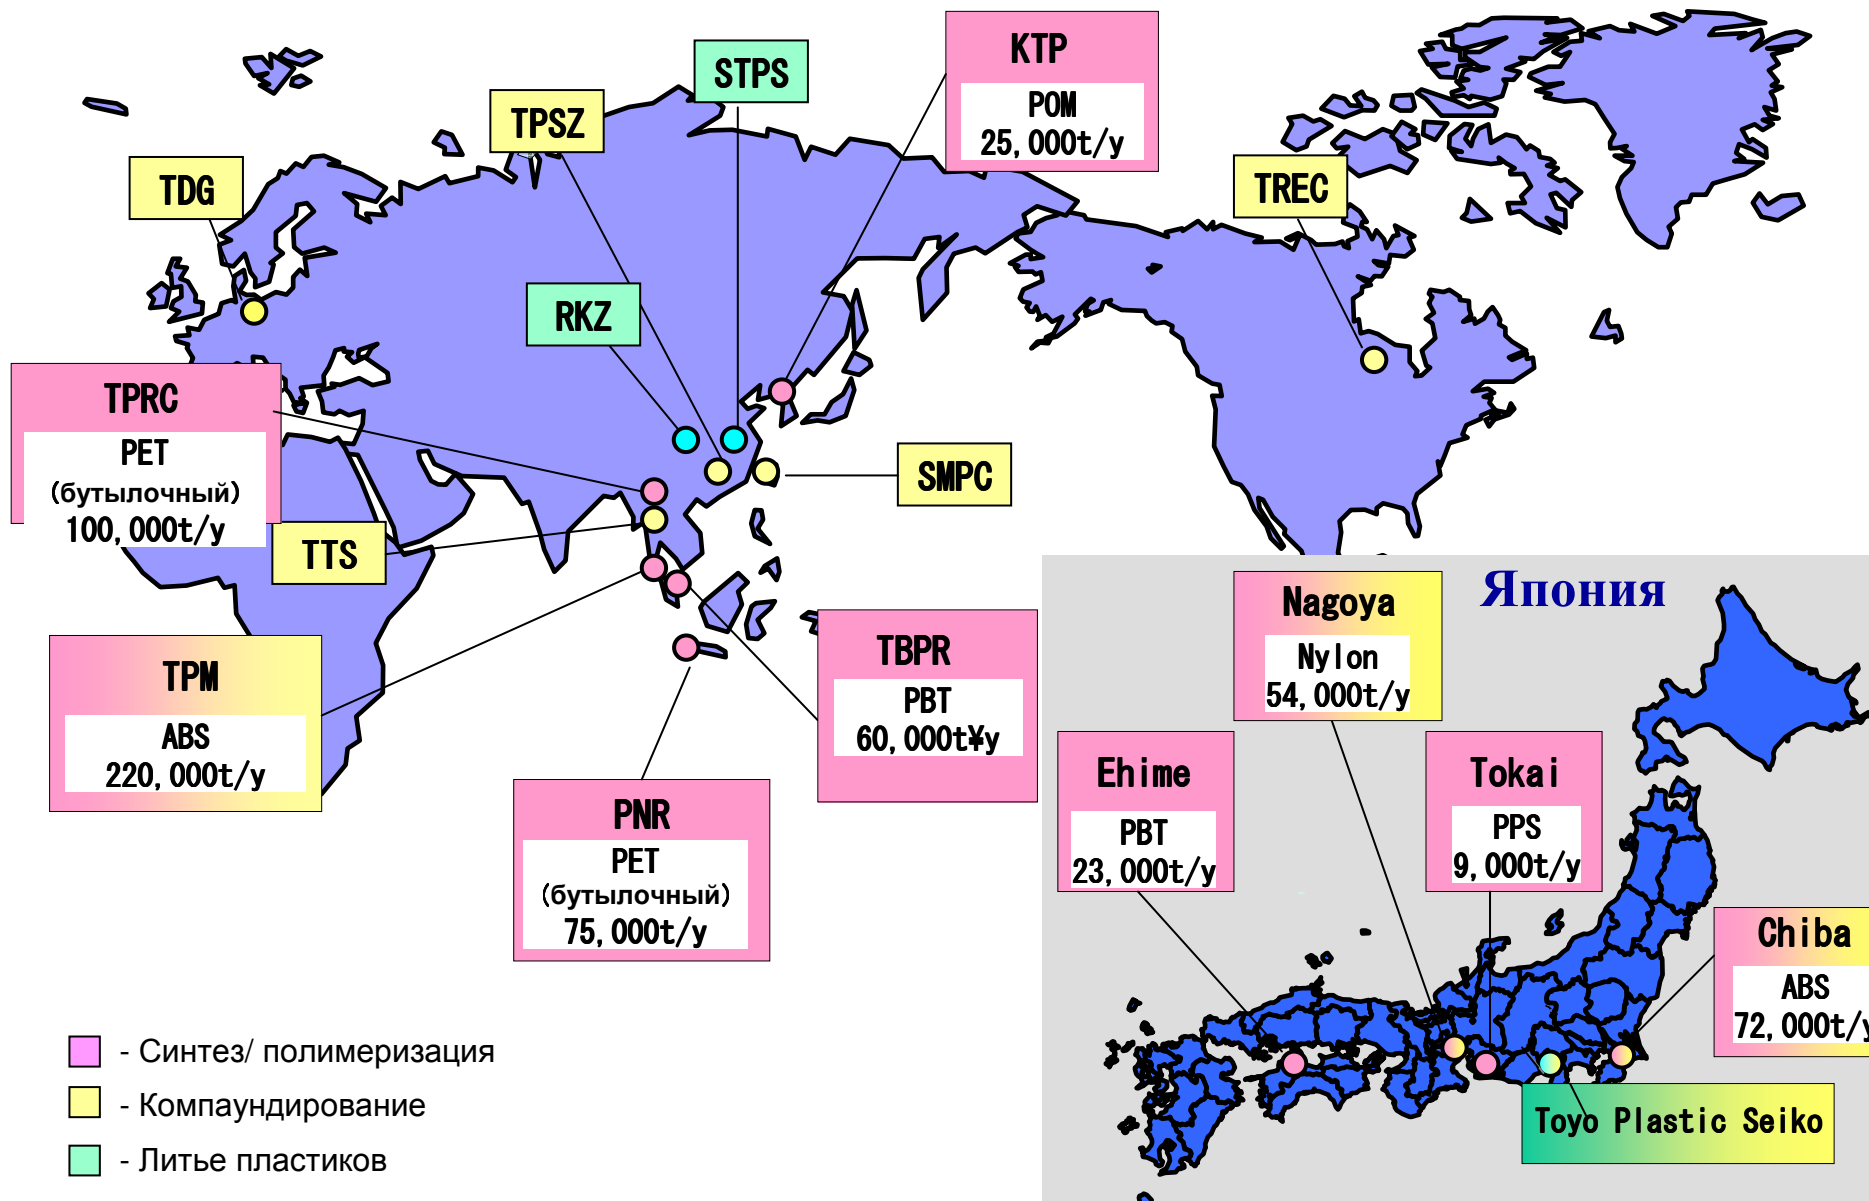 STPS
KTP
POM
25,000t/y
TPSZ
TDG
TREC
RKZ
TPRC
PET
(бутылочный)
100,000t/y
SMPC
TTS
TPM
ABS
220,000t/y
TBPR
PBT
60,000t¥y
PNR
PET
(бутылочный)
75,000t/y
Япония
Nagoya
Nylon
54,000t/y
Ehime
PBT
23,000t/y
Tokai
PPS
9,000t/y
Chiba
ABS
72,000t/y
Toyo Plastic Seiko
- Синтез/ полимеризация
- Компаундирование
- Литье пластиков